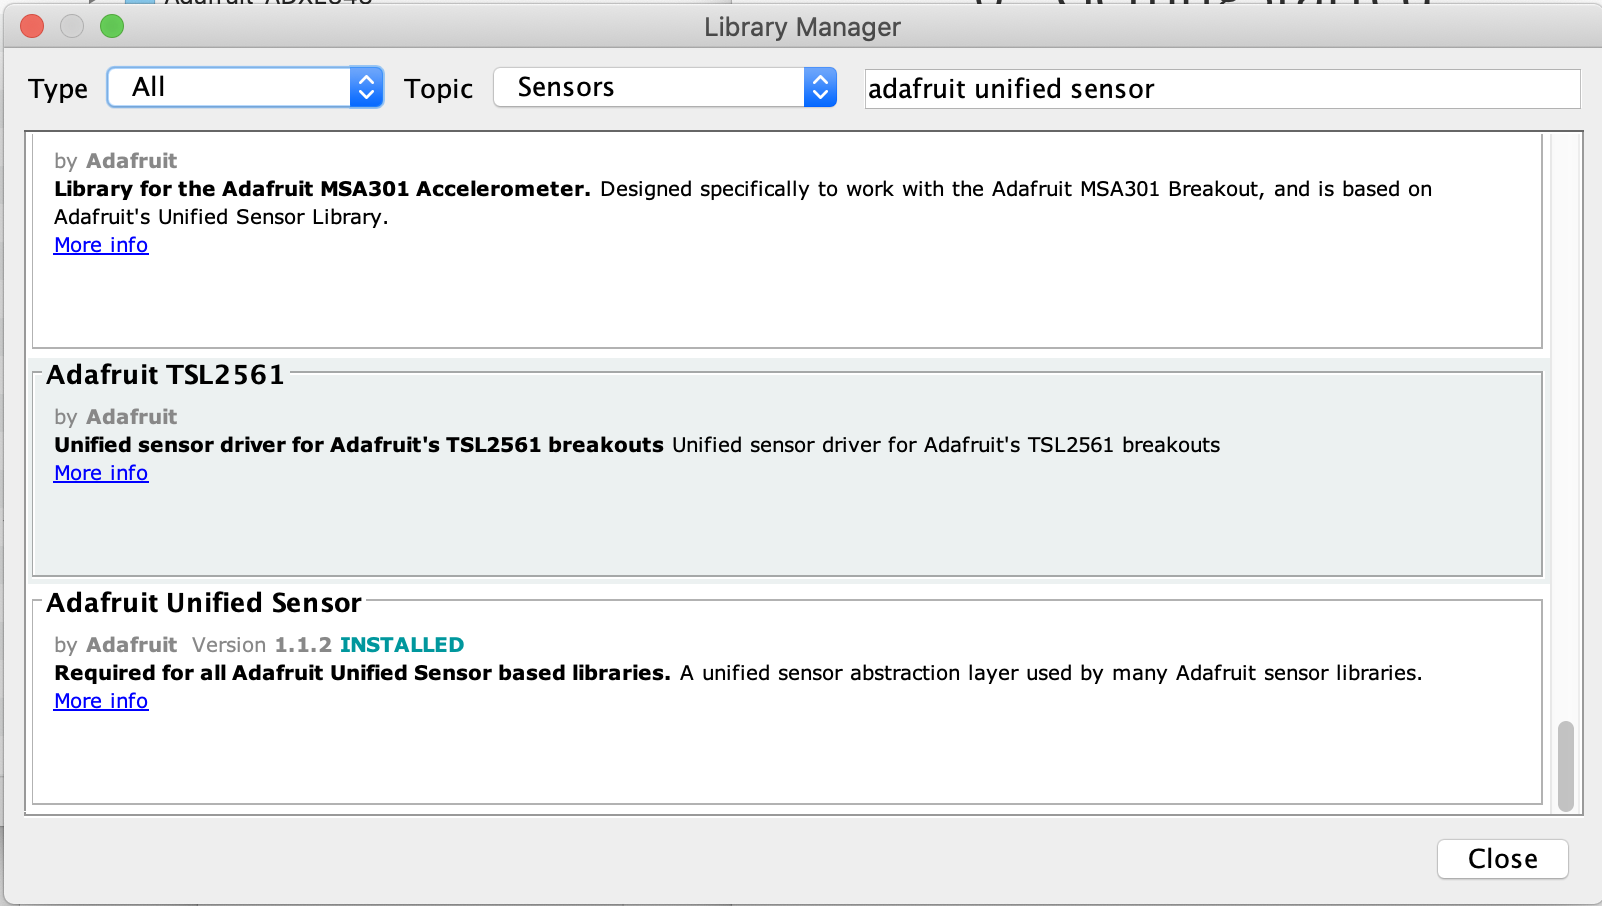 Library Manager
Type All Topic Sensors adafruit unified sensor
by Adafruit
Library for the Adafruit MSA301 Accelerometer. Designed specifically to work with the Adafruit MSA301 Breakout, and is based on
Adafruit's Unified Sensor Library.
More info
Adafruit TSL2561
by Adafruit
Unified sensor driver for Adafruit's TSL2561 breakouts Unified sensor driver for Adafruit's TSL2561 breakouts
More info
Adafruit Unified Sensor
by Adafruit Version 1.1.2 INSTALLED
Required for all Adafruit Unified Sensor based libraries. A unified sensor abstraction layer used by many Adafruit sensor libraries.
More info
Close